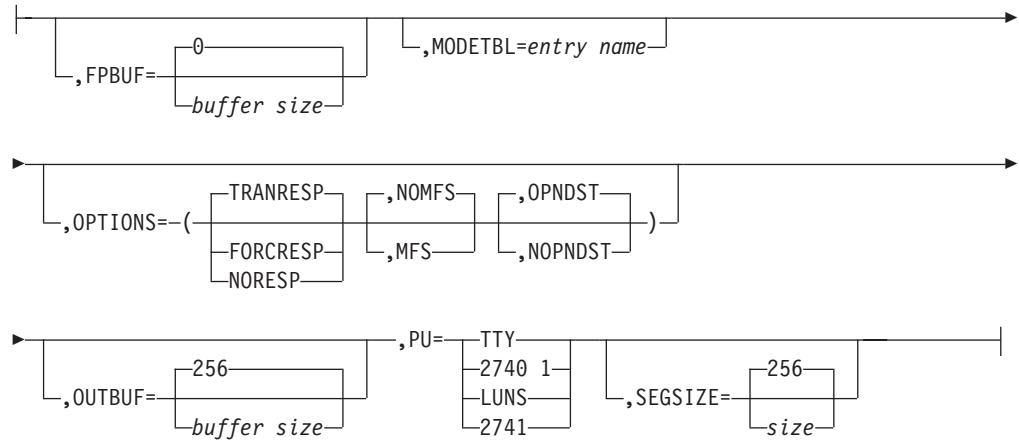 0
,FPBUF=
buffer size
,MODETBL=entry name
TRANRESP ,NOMFS ,OPNDST
,OPTIONS= ( )
FORCRESP ,MFS ,NOPNDST
NORESP
,PU= TTY
256 2740 1 256
,OUTBUF= LUNS ,SEGSIZE=
buffer size 2741 size